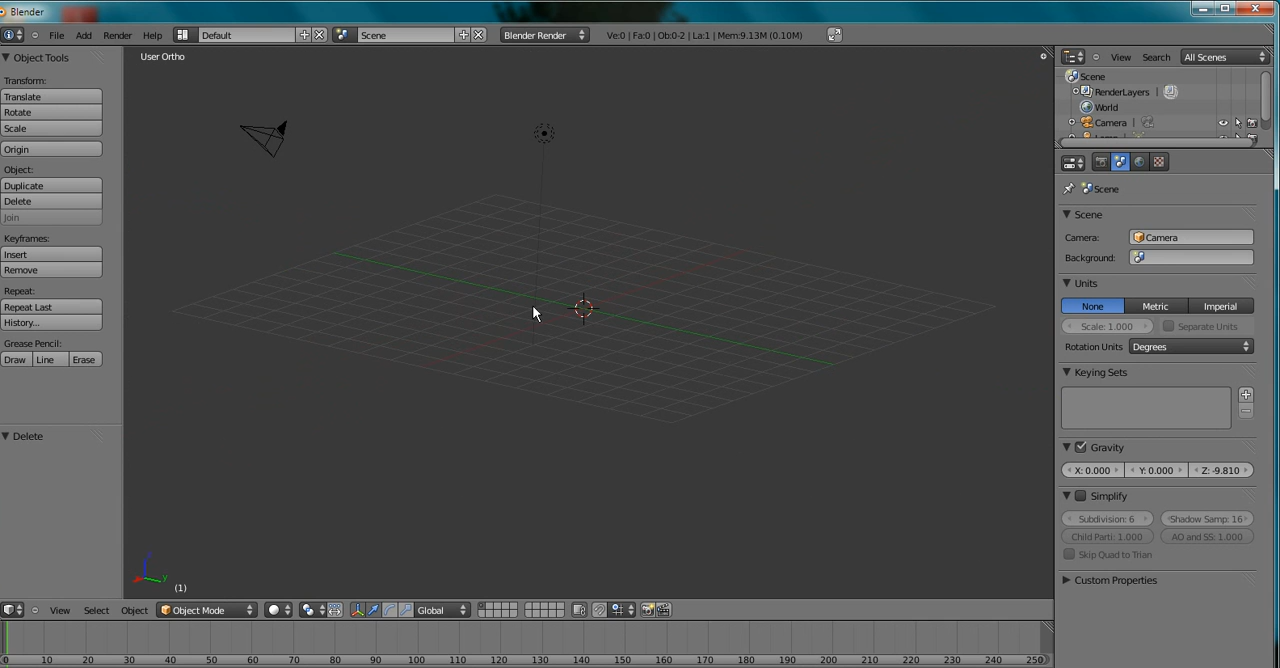 Blender
File Add Render Help Default Scene Blender Render Ve:0 | Fa:0 | Ob:0-2 | La:1 | Mem:9.13M (0.10M)
Object Tools
Transform:
Translate
Rotate
Scale
Origin
Object:
Duplicate
Delete
Join
Keyframes:
Insert
Remove
Repeat:
Repeat Last
History...
Grease Pencil:
Draw Line Erase
Delete
User Ortho
z
y
(1)
View Select Object Object Mode Global
0 10 20 30 40 50 60 70 80 90 100 110 120 130 140 150 160 170 180 190 200 210 220 230 240 250
View Search All Scenes
Scene
RenderLayers |
World
Camera |
Scene
Scene
Camera: Camera
Background:
Units
None Metric Imperial
Scale: 1.000 Separate Units
Rotation Units Degrees
Keying Sets
Gravity
X: 0.000 Y: 0.000 Z: -9.810
Simplify
Subdivision: 6 Shadow Samp: 16
Child Parti: 1.000 AO and SS: 1.000
Skip Quad to Trian
Custom Properties